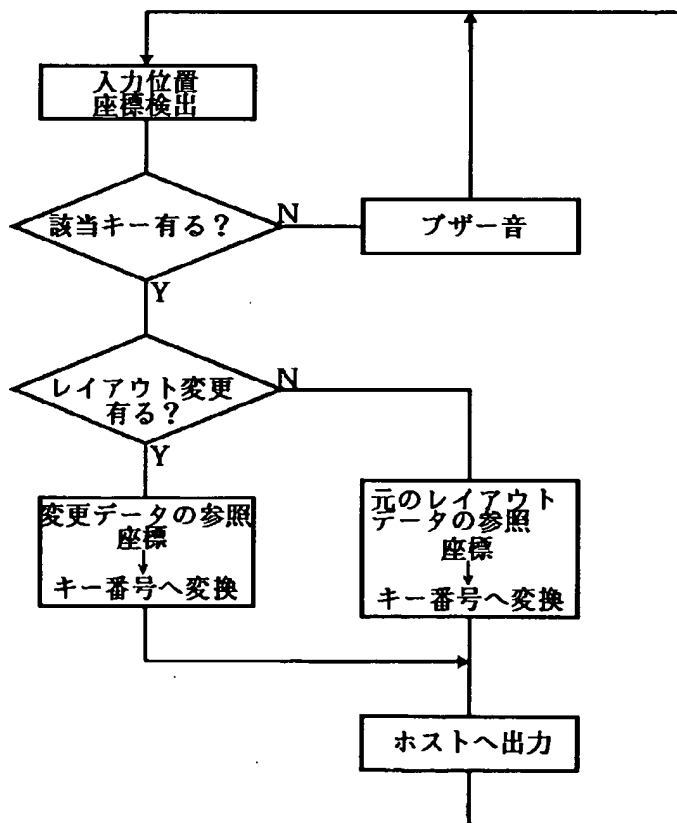 入力位置
座標検出
該当キー有る？
N
ブザー音
Y
レイアウト変更
有る？
N
Y
変更データの参照
座標
キー番号へ変換
元のレイアウト
データの参照
座標
キー番号へ変換
ホストへ出力